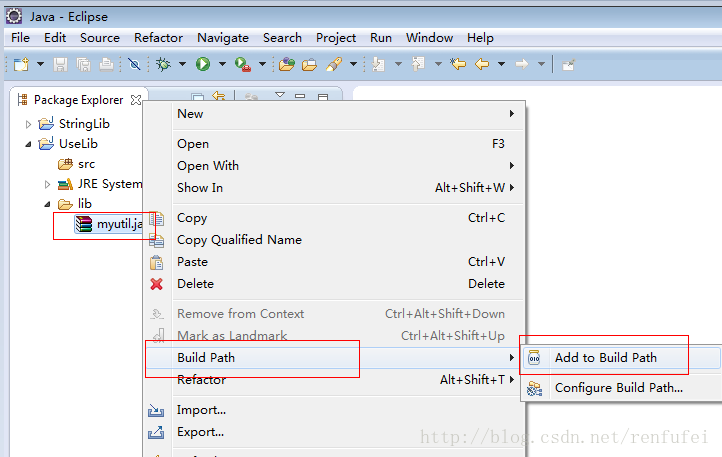 Java - Eclipse
File Edit Source Refactor Navigate Search Project Run Window Help
Package Explorer
StringLib
UseLib
src
JRE System
lib
myutil.ja
New
Open F3
Open With
Show In Alt+Shift+W
Copy Ctrl+C
Copy Qualified Name
Paste Ctrl+V
Delete Delete
Remove from Context Ctrl+Alt+Shift+Down
Mark as Landmark Ctrl+Alt+Shift+Up
Build Path
Refactor Alt+Shift+T
Import...
Export...
Add to Build Path
Configure Build Path...
http://blog.csdn.net/renfufei